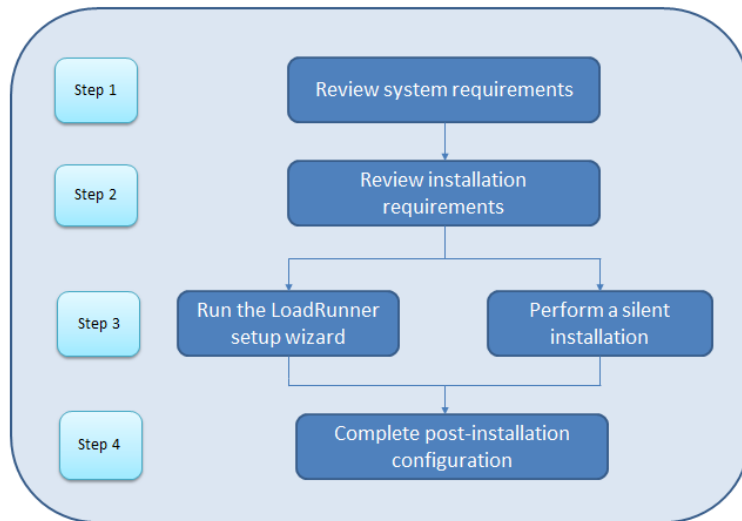 Step 1
Review system requirements
Step 2
Review installation
requirements
Step 3
Run the LoadRunner
setup wizard
Perform a silent
installation
Step 4
Complete post-installation
configuration